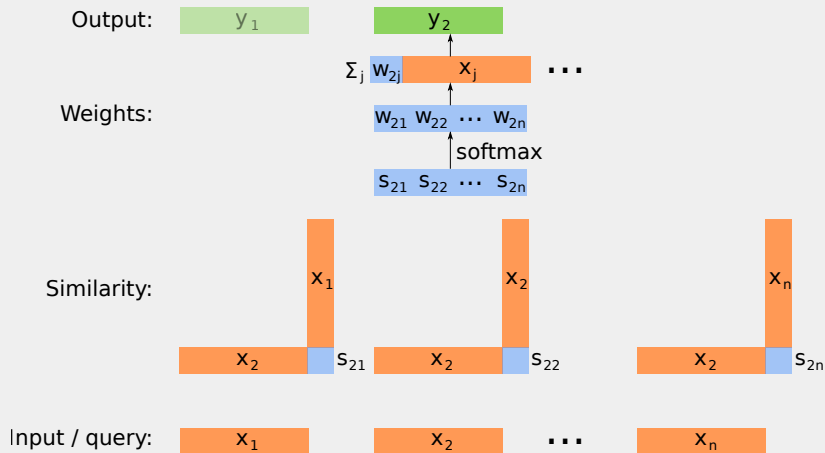 Output: y₁ y₂
Σⱼ w₂ⱼ xⱼ ...
Weights: w₂₁ w₂₂ ... w₂ₙ
softmax
s₂₁ s₂₂ ... s₂ₙ
x₁ x₂ xₙ
Similarity:
x₂ s₂₁ x₂ s₂₂ x₂ s₂ₙ
Input / query: x₁ x₂ ... xₙ